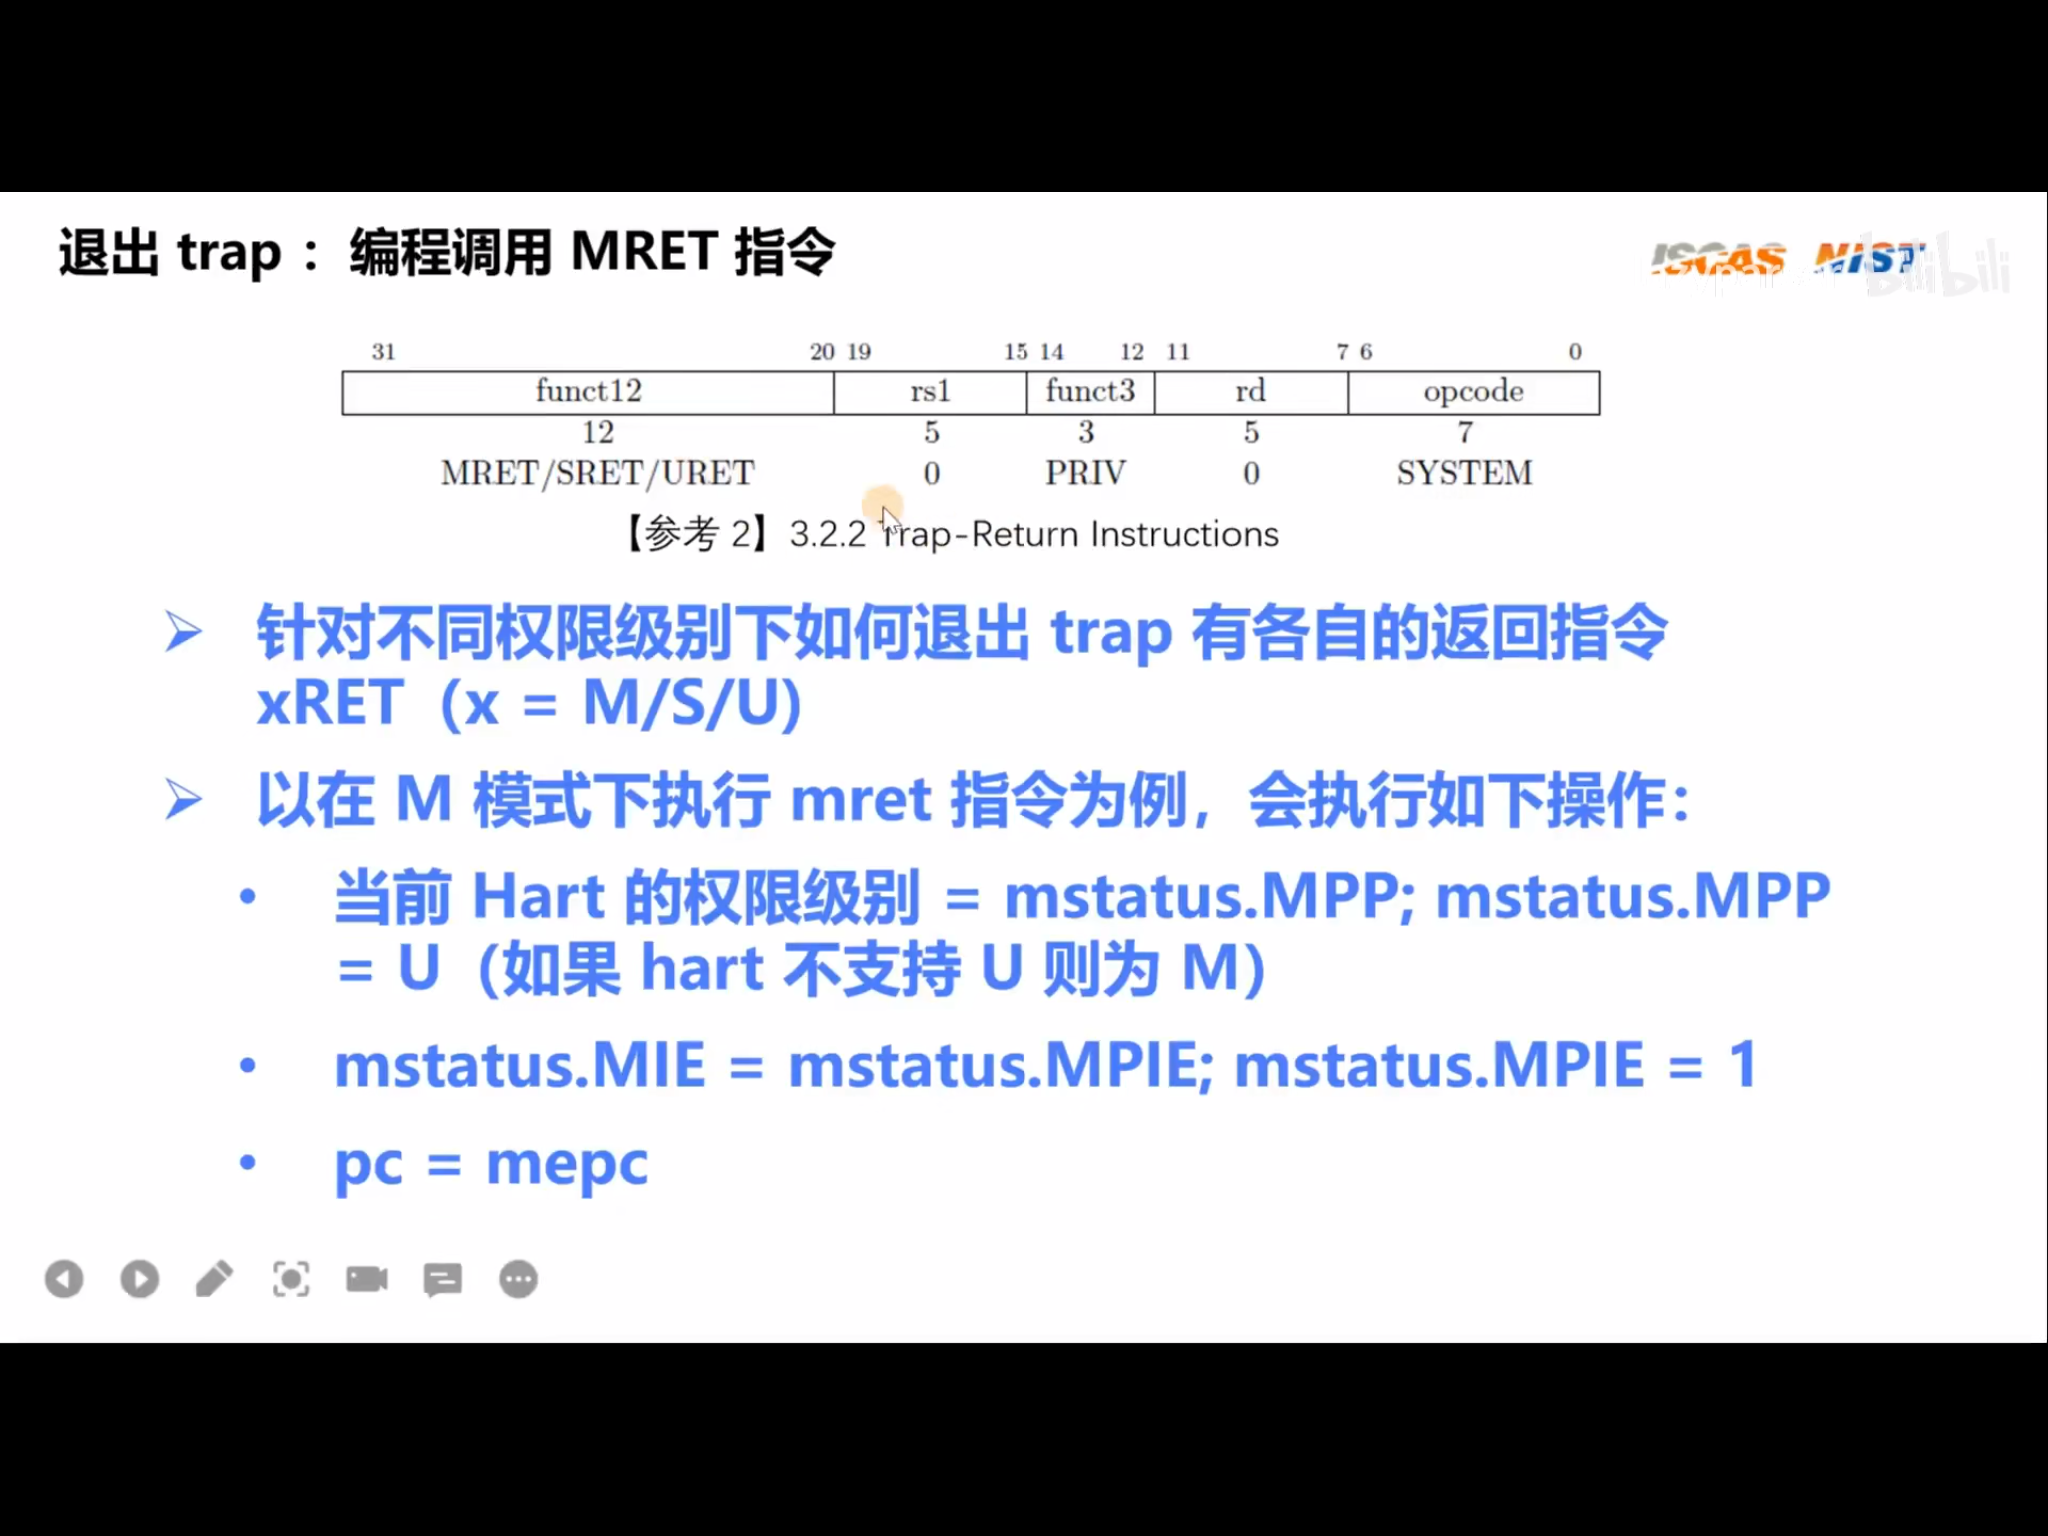 退出 trap ：编程调用 MRET 指令
ISCAS NIST
bilibili
31 20 19 15 14 12 11 7 6 0
funct12 rs1 funct3 rd opcode
12 5 3 5 7
MRET/SRET/URET 0 PRIV 0 SYSTEM
【参考 2】3.2.2 Trap-Return Instructions
➢ 针对不同权限级别下如何退出 trap 有各自的返回指令
xRET（x = M/S/U）
➢ 以在 M 模式下执行 mret 指令为例，会执行如下操作：
• 当前 Hart 的权限级别 = mstatus.MPP; mstatus.MPP
= U（如果 hart 不支持 U 则为 M）
• mstatus.MIE = mstatus.MPIE; mstatus.MPIE = 1
• pc = mepc